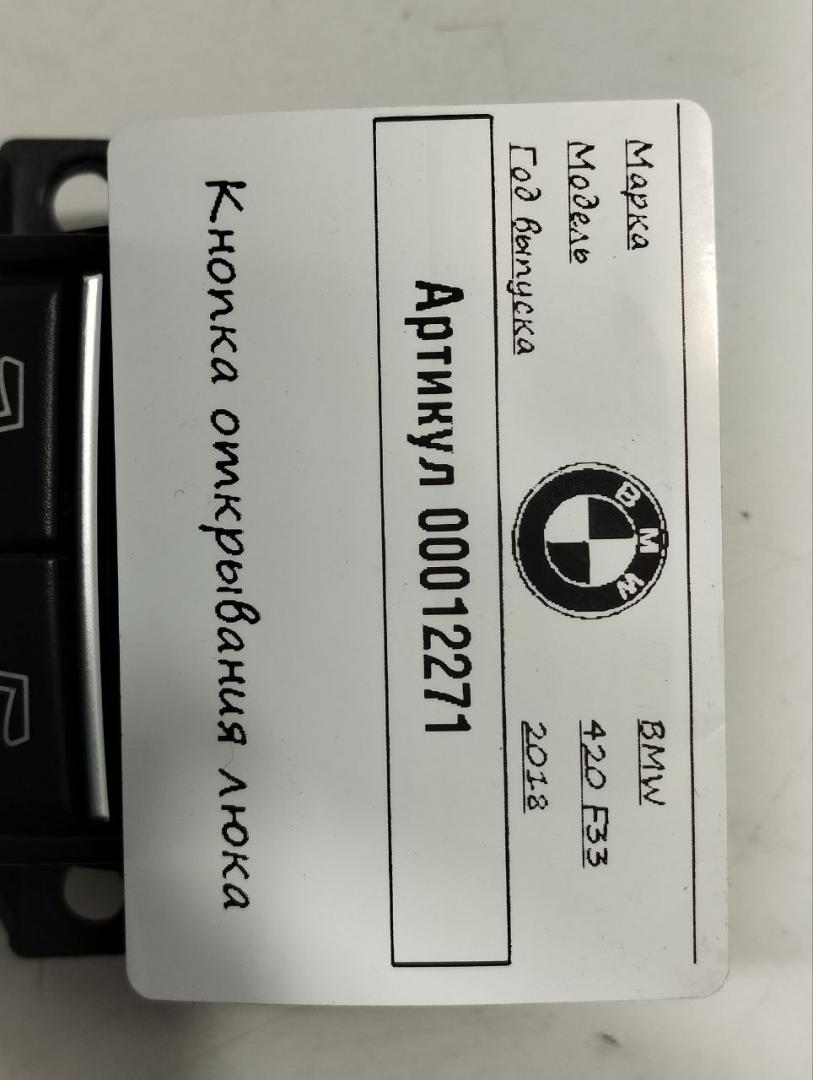 Марка BMW
Модель 420 F33
Год выпуска 2018
BMW
Артикул 00012271
Кнопка открывания люка